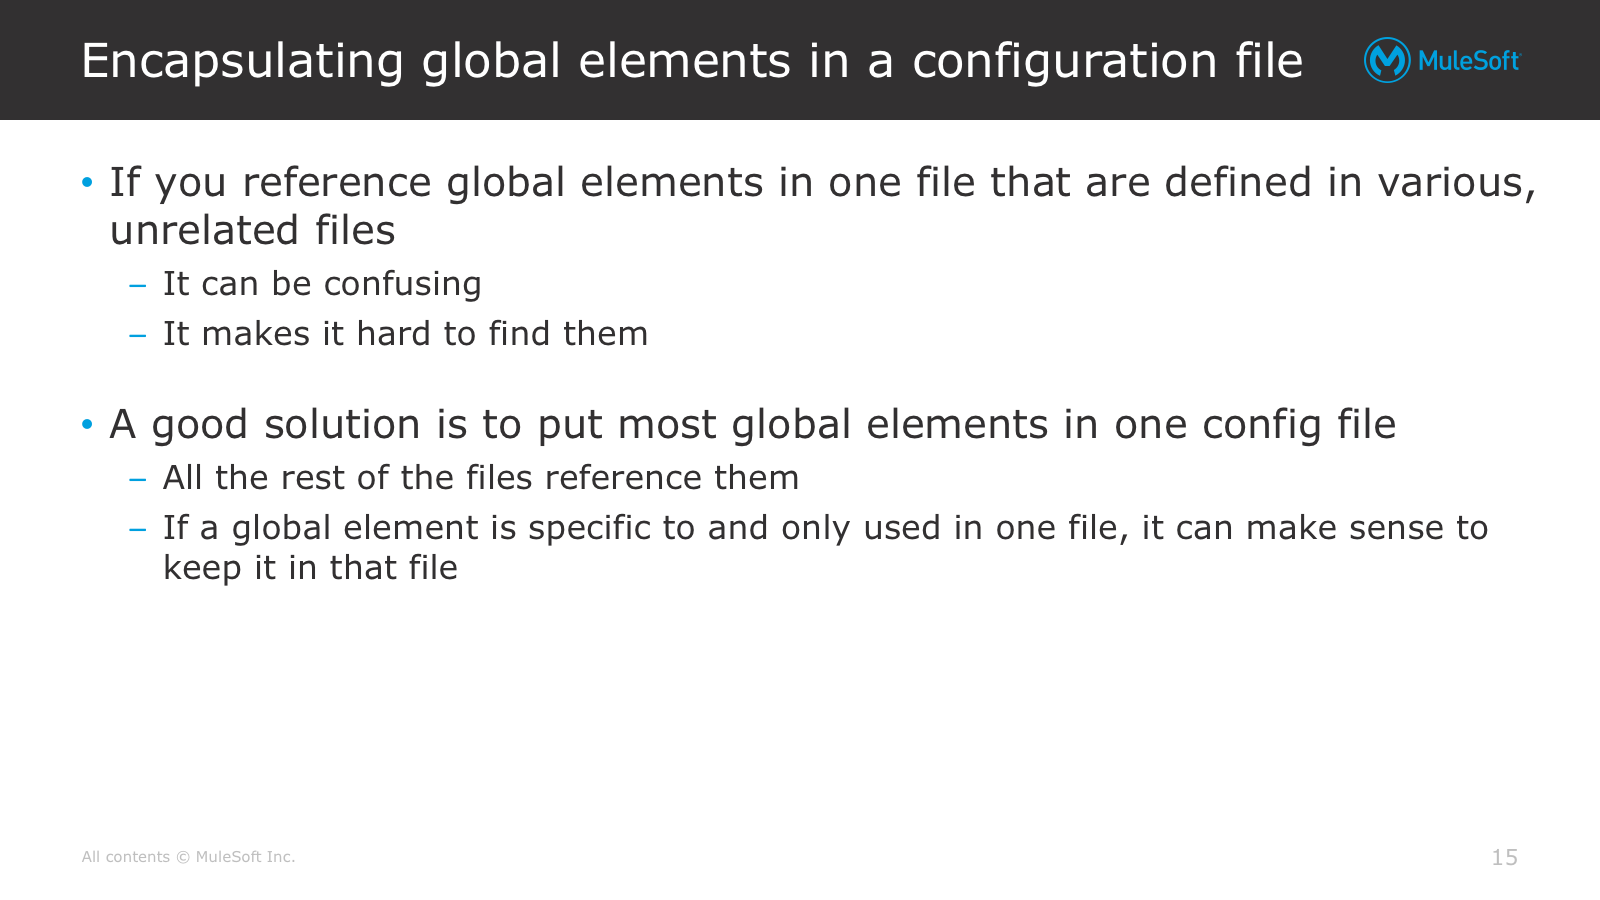 Encapsulating global elements in a configuration file
MuleSoft
• If you reference global elements in one file that are defined in various,
unrelated files
– It can be confusing
– It makes it hard to find them
• A good solution is to put most global elements in one config file
– All the rest of the files reference them
– If a global element is specific to and only used in one file, it can make sense to
keep it in that file
All contents © MuleSoft Inc.
15